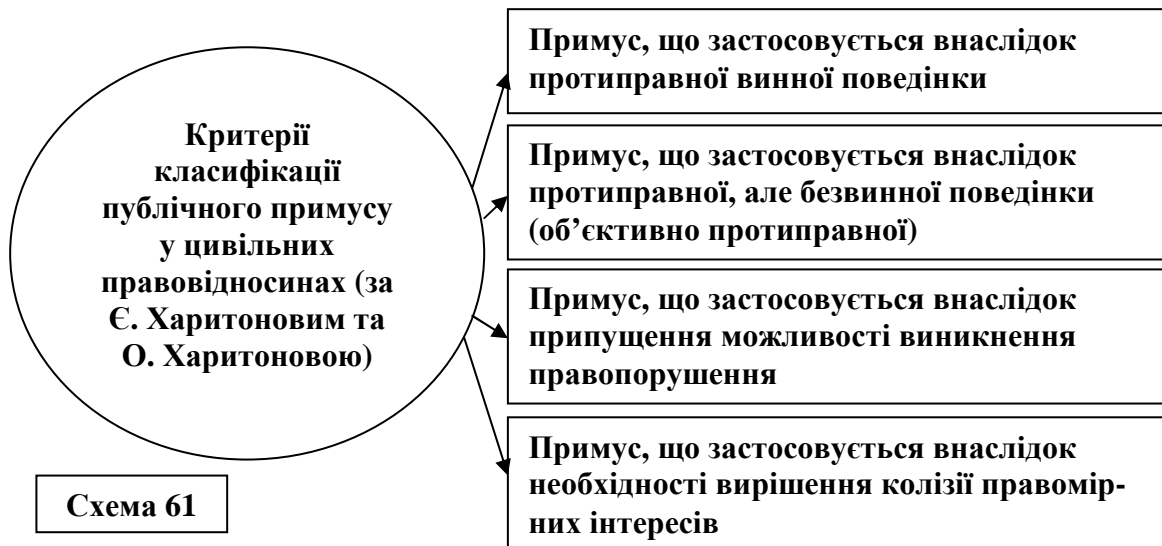 Критерії
класифікації
публічного примусу
у цивільних
правовідносинах (за
Є. Харитоновим та
О. Харитоновою)
Примус, що застосовується внаслідок
протиправної винної поведінки
Примус, що застосовується внаслідок
протиправної, але безвинної поведінки
(об’єктивно протиправної)
Примус, що застосовується внаслідок
припущення можливості виникнення
правопорушення
Примус, що застосовується внаслідок
необхідності вирішення колізії правомір-
них інтересів
Схема 61